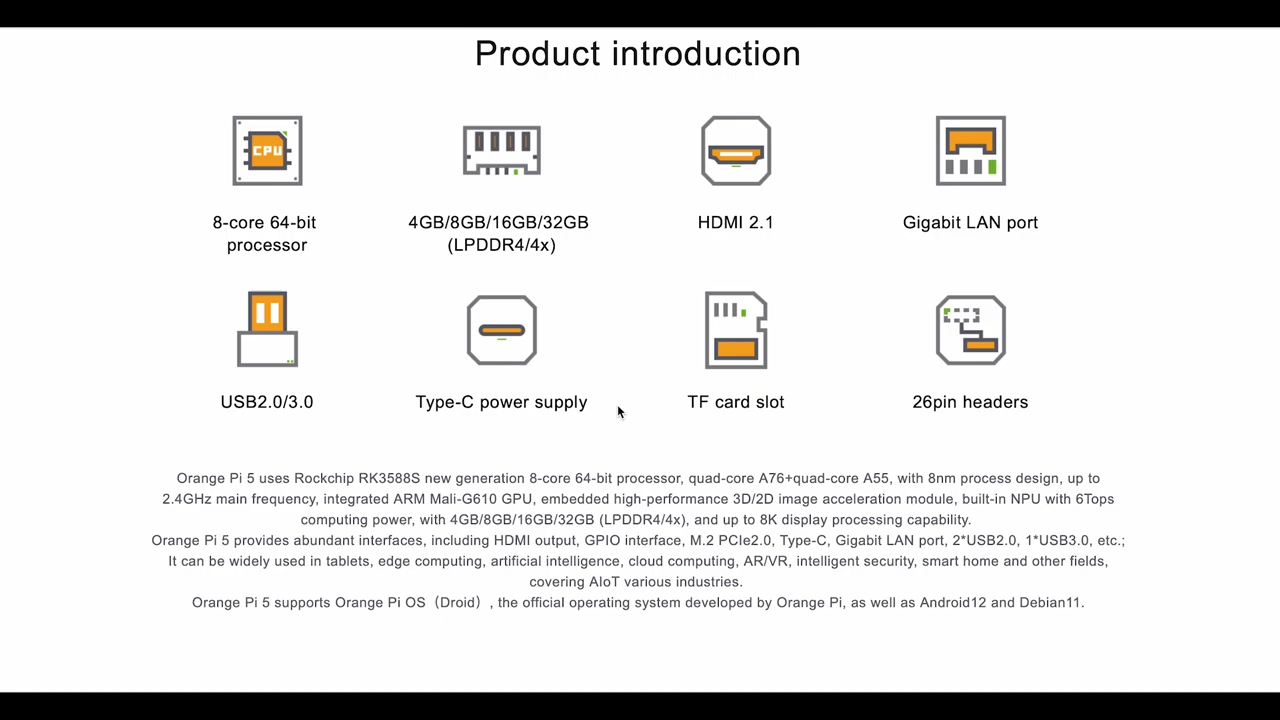 Product introduction
CPU
8-core 64-bit
processor
4GB/8GB/16GB/32GB
(LPDDR4/4x)
HDMI 2.1
Gigabit LAN port
USB2.0/3.0
Type-C power supply
TF card slot
26pin headers
Orange Pi 5 uses Rockchip RK3588S new generation 8-core 64-bit processor, quad-core A76+quad-core A55, with 8nm process design, up to
2.4GHz main frequency, integrated ARM Mali-G610 GPU, embedded high-performance 3D/2D image acceleration module, built-in NPU with 6Tops
computing power, with 4GB/8GB/16GB/32GB (LPDDR4/4x), and up to 8K display processing capability.
Orange Pi 5 provides abundant interfaces, including HDMI output, GPIO interface, M.2 PCIe2.0, Type-C, Gigabit LAN port, 2*USB2.0, 1*USB3.0, etc.;
It can be widely used in tablets, edge computing, artificial intelligence, cloud computing, AR/VR, intelligent security, smart home and other fields,
covering AIoT various industries.
Orange Pi 5 supports Orange Pi OS（Droid）, the official operating system developed by Orange Pi, as well as Android12 and Debian11.